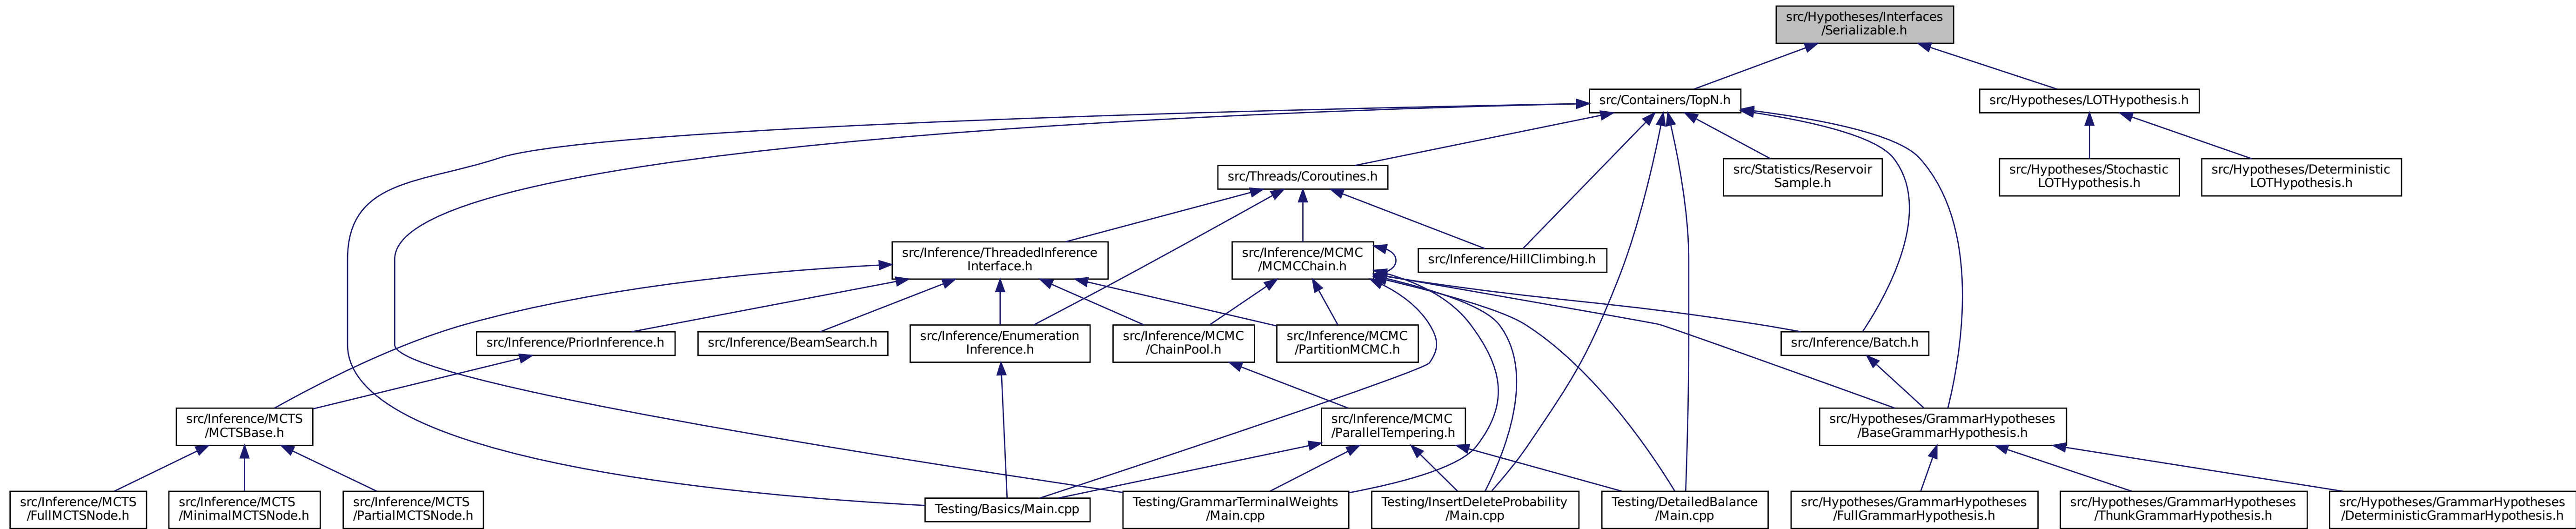 src/Hypotheses/Interfaces
/Serializable.h
src/Containers/TopN.h
src/Hypotheses/LOTHypothesis.h
src/Threads/Coroutines.h
src/Statistics/Reservoir
Sample.h
src/Hypotheses/Stochastic
LOTHypothesis.h
src/Hypotheses/Deterministic
LOTHypothesis.h
src/Inference/ThreadedInference
Interface.h
src/Inference/MCMC
/MCMCChain.h
src/Inference/HillClimbing.h
src/Inference/PriorInference.h
src/Inference/BeamSearch.h
src/Inference/Enumeration
Inference.h
src/Inference/MCMC
/ChainPool.h
src/Inference/MCMC
/PartitionMCMC.h
src/Inference/Batch.h
src/Inference/MCTS
/MCTSBase.h
src/Inference/MCMC
/ParallelTempering.h
src/Hypotheses/GrammarHypotheses
/BaseGrammarHypothesis.h
src/Inference/MCTS
/FullMCTSNode.h
src/Inference/MCTS
/MinimalMCTSNode.h
src/Inference/MCTS
/PartialMCTSNode.h
Testing/Basics/Main.cpp
Testing/GrammarTerminalWeights
/Main.cpp
Testing/InsertDeleteProbability
/Main.cpp
Testing/DetailedBalance
/Main.cpp
src/Hypotheses/GrammarHypotheses
/FullGrammarHypothesis.h
src/Hypotheses/GrammarHypotheses
/ThunkGrammarHypothesis.h
src/Hypotheses/GrammarHypotheses
/DeterministicGrammarHypothesis.h